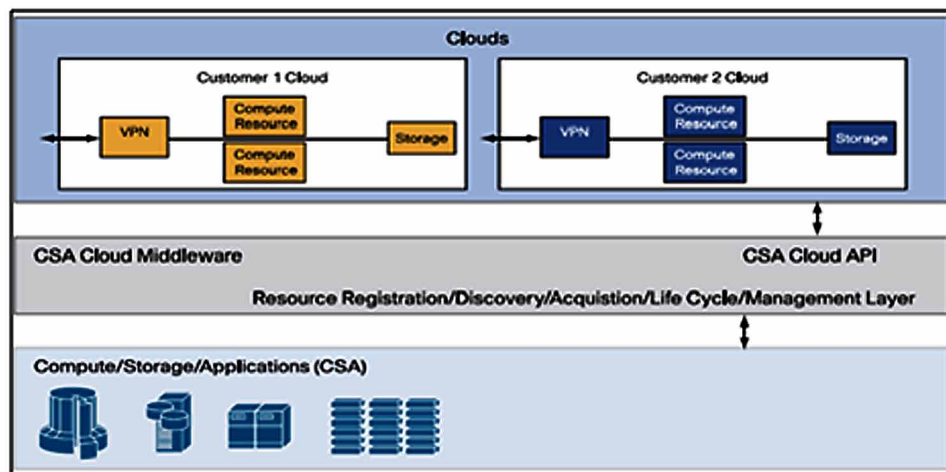 Clouds
Customer 1 Cloud
VPN
Compute
Resource
Compute
Resource
Storage
Customer 2 Cloud
VPN
Compute
Resource
Compute
Resource
Storage
CSA Cloud Middleware
CSA Cloud API
Resource Registration/Discovery/Acquistion/Life Cycle/Management Layer
Compute/Storage/Applications (CSA)